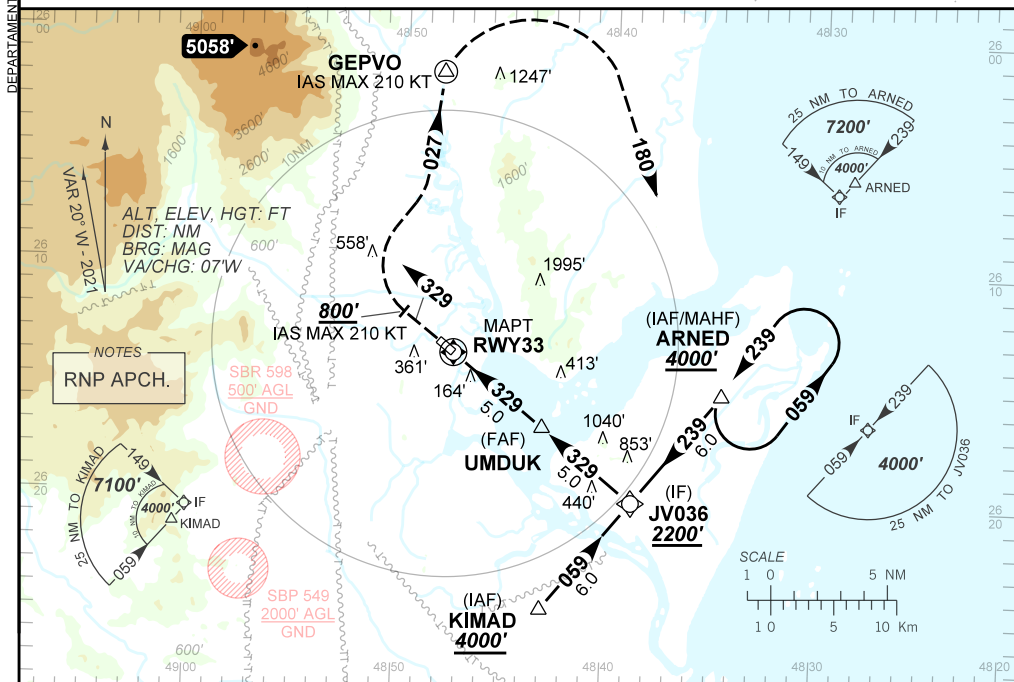 DEPARTAMENT
26
00
49 00
48 50
48 40
48 30
26
00
5058'
4600'
GEPVO
IAS MAX 210 KT
1247'
25 NM TO ARNED
7200'
149
239
10 NM TO ARNED
4000'
ARNED
IF
N
3600'
1600'
2600'
10NM
027
180
1600'
VAR 20° W - 2021
ALT, ELEV, HGT: FT
DIST: NM
BRG: MAG
VA/CHG: 07'W
600'
26
10
558'
1995'
26
10
329
800'
IAS MAX 210 KT
MAPT
RWY33
(IAF/MAHF)
ARNED
4000'
239
059
NOTES
RNP APCH.
361'
164'
413'
SBR 598
500' AGL
GND
329
5.0
239
6.0
IF
239
059
4000'
25 NM TO JV036
(FAF)
UMDUK
1040'
853'
329
5.0
440'
25 NM TO KIMAD
7100'
149
10 NM TO KIMAD
4000'
IF
KIMAD
059
26
20
(IF)
JV036
2200'
26
20
SBP 549
2000' AGL
GND
059
6.0
(IAF)
KIMAD
4000'
SCALE
1 0 5 NM
1 0 5 10 Km
600'
49 00
48 50
48 40
48 30
48 20